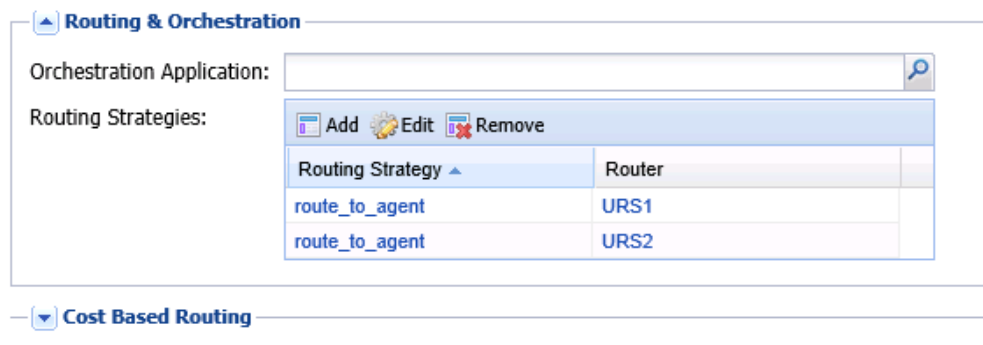 Routing & Orchestration
Orchestration Application:
Routing Strategies:
Add Edit Remove
Routing Strategy Router
route_to_agent URS1
route_to_agent URS2
Cost Based Routing